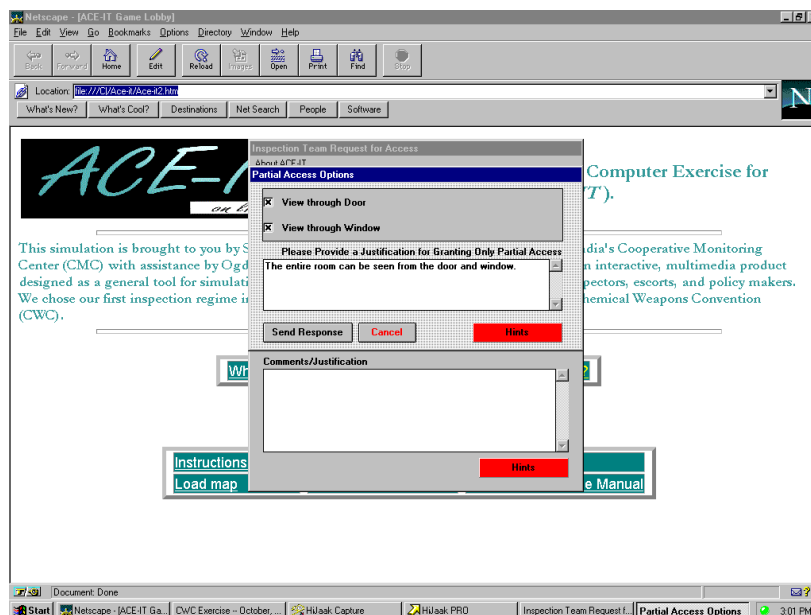 Netscape - [ACE-IT Game Lobby]
File Edit View Go Bookmarks Options Directory Window Help
Back Forward Home Edit Reload Images Open Print Find Stop
Location: file:///C|/Ace-it/Ace-it2.htm
What's New? What's Cool? Destinations Net Search People Software
N
Inspection Team Request for Access
About ACE-IT
Partial Access Options
View through Door
View through Window
Please Provide a Justification for Granting Only Partial Access
The entire room can be seen from the door and window.
Send Response Cancel Hints
Comments/Justification
Hints
ACE-I
on li
Computer Exercise for
T ).
This simulation is brought to you by S dia's Cooperative Monitoring
Center (CMC) with assistance by Ogd n interactive, multimedia product
designed as a general tool for simulati pectors, escorts, and policy makers.
We chose our first inspection regime i hemical Weapons Convention
(CWC).
Wh ?
Instructions
Load map e Manual
Document: Done
Start Netscape - [ACE-IT Ga... CWC Exercise -- October, ... HiJaak Capture HiJaak PRO Inspection Team Request f... Partial Access Options 3:01 PM